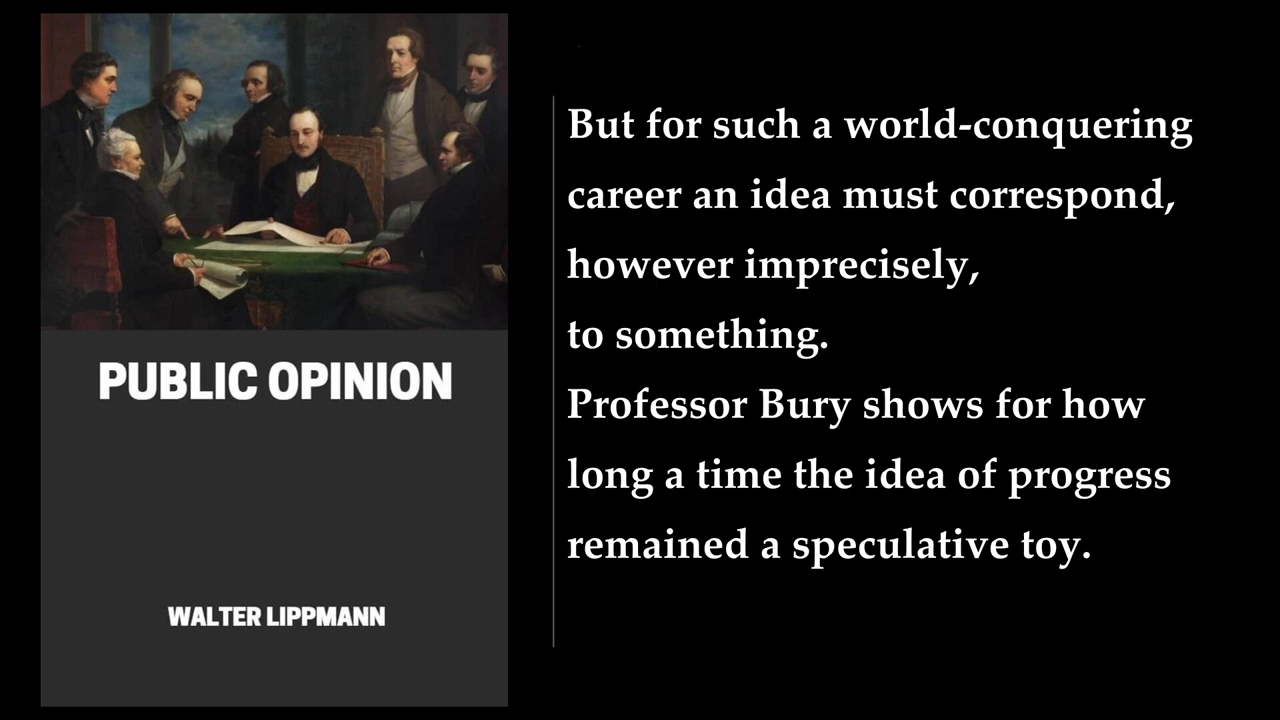 PUBLIC OPINION
WALTER LIPPMANN
But for such a world-conquering
career an idea must correspond,
however imprecisely,
to something.
Professor Bury shows for how
long a time the idea of progress
remained a speculative toy.